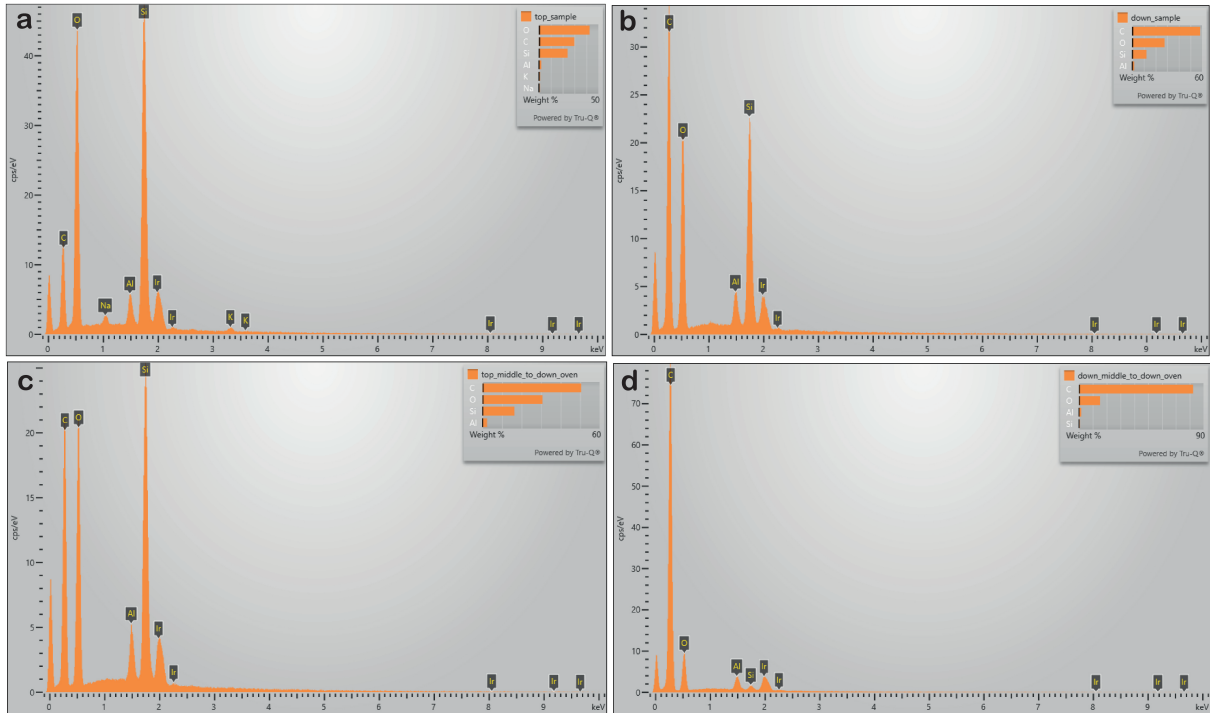 a
top_sample
O
C
Si
Al
K
Na
Weight % 50
Powered by Tru-Q®
Si
O
C
Na
Al
Ir
Ir
K
K
Ir
Ir
Ir
cps/eV
40
30
20
10
0
0 1 2 3 4 5 6 7 8 9 keV
b
down_sample
C
O
Si
Al
Weight % 60
Powered by Tru-Q®
C
O
Si
Al
Ir
Ir
Ir
Ir
Ir
cps/eV
30
25
20
15
10
5
0
0 1 2 3 4 5 6 7 8 9 keV
c
top_middle_to_down_oven
C
O
Si
Al
Weight % 60
Powered by Tru-Q®
Si
C
O
Al
Ir
Ir
Ir
Ir
Ir
cps/eV
20
15
10
5
0
0 1 2 3 4 5 6 7 8 9 keV
d
down_middle_to_down_oven
C
O
Al
Si
Weight % 90
Powered by Tru-Q®
C
O
Al
Si
Ir
Ir
Ir
Ir
Ir
cps/eV
70
60
50
40
30
20
10
0
0 1 2 3 4 5 6 7 8 9 keV